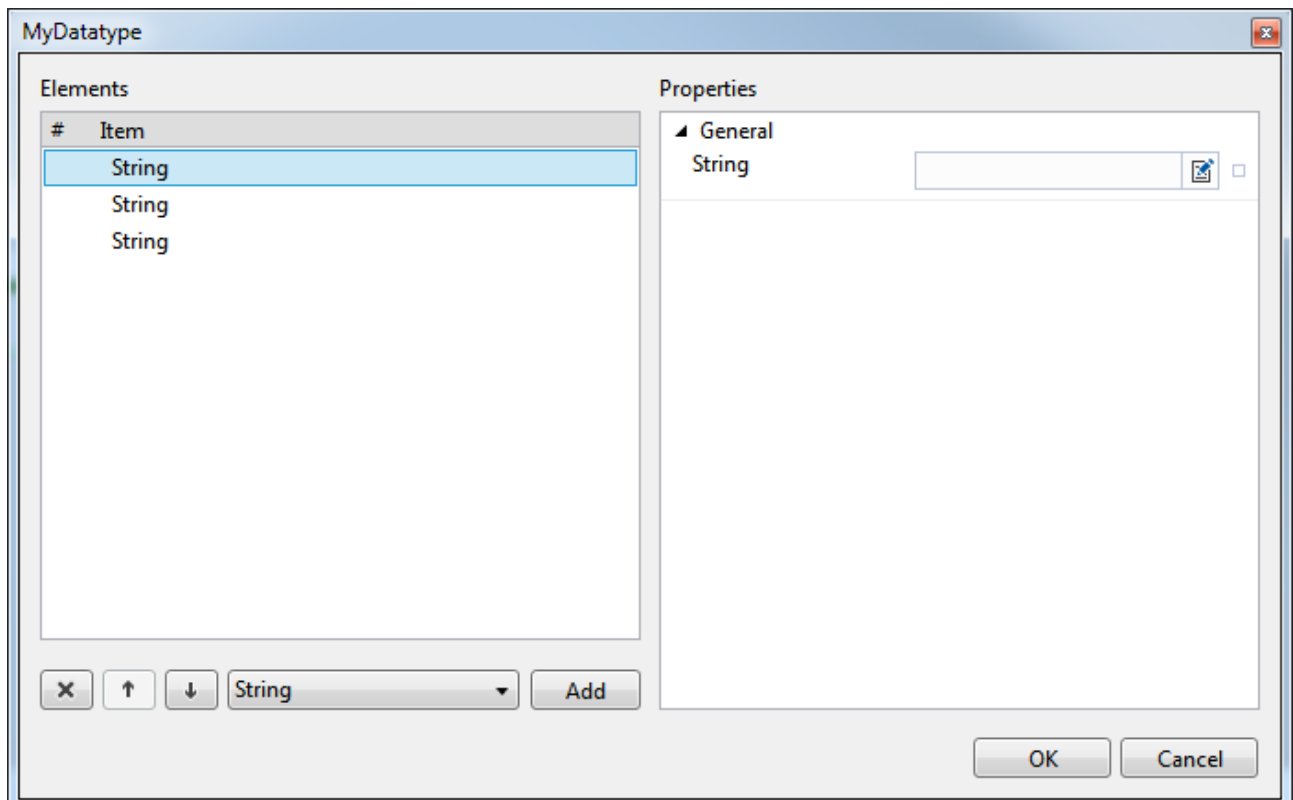 MyDatatype
Elements
# Item
String
String
String
String
Add
Properties
General
String
OK
Cancel